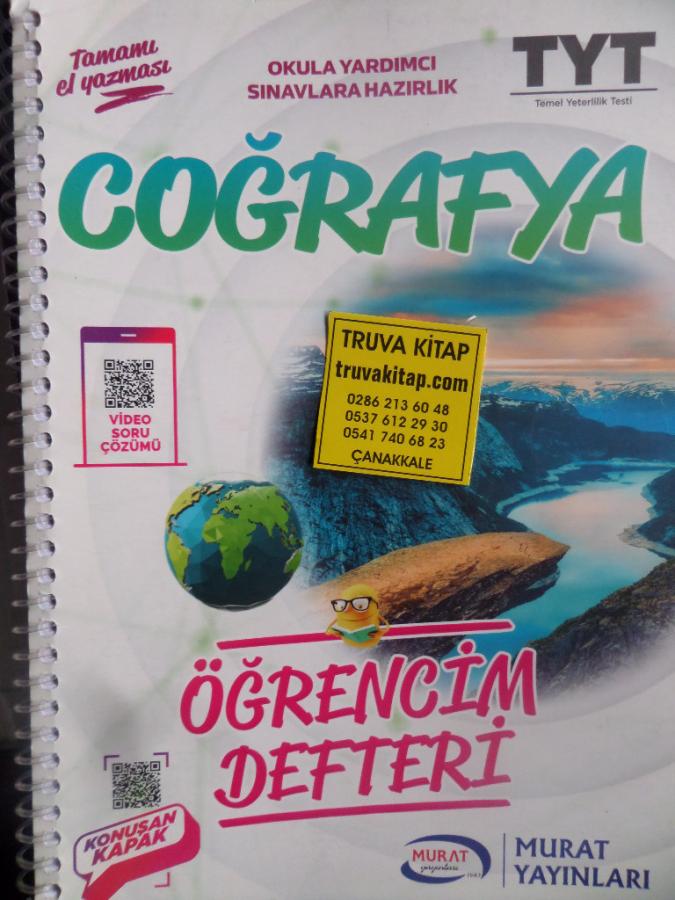 Tamamı
el yazması
OKULA YARDIMCI
SINAVLARA HAZIRLIK
TYT
Temel Yeterlilik Testi
COĞRAFYA
VİDEO
SORU
ÇÖZÜMÜ
TRUVA KİTAP
truvakitap.com
0286 213 60 48
0537 612 29 30
0541 740 68 23
ÇANAKKALE
ÖĞRENCİM
DEFTERİ
KONUŞAN
KAPAK
MURAT
yayınları
MURAT
YAYINLARI